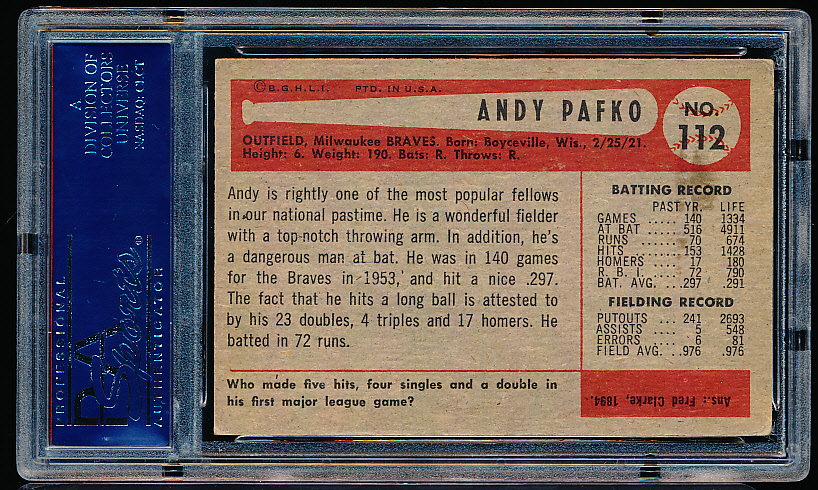 A
DIVISION OF
COLLECTORS
UNIVERSE
NASDAQ: CLCT
PROFESSIONAL
PSA
Sports®
AUTHENTICATOR
© B.G.H.L.I. PTD. IN U.S.A.
ANDY PAFKO
NO.
112
OUTFIELD, Milwaukee BRAVES. Born: Boyceville, Wis., 2/25/21.
Height: 6. Weight: 190. Bats: R. Throws: R.
Andy is rightly one of the most popular fellows
in our national pastime. He is a wonderful fielder
with a top-notch throwing arm. In addition, he's
a dangerous man at bat. He was in 140 games
for the Braves in 1953, and hit a nice .297.
The fact that he hits a long ball is attested to
by his 23 doubles, 4 triples and 17 homers. He
batted in 72 runs.
Who made five hits, four singles and a double in
his first major league game?
BATTING RECORD
PAST YR. LIFE
GAMES .... 140 1334
AT BAT .... 516 4911
RUNS .... 70 674
HITS .... 153 1428
HOMERS ... 17 180
R. B. I. .... 72 790
BAT. AVG. ... .297 .291
FIELDING RECORD
PUTOUTS ... 241 2693
ASSISTS .... 5 548
ERRORS .... 6 81
FIELD AVG. . .976 .976
Ans.: Fred Clarke, 1894.